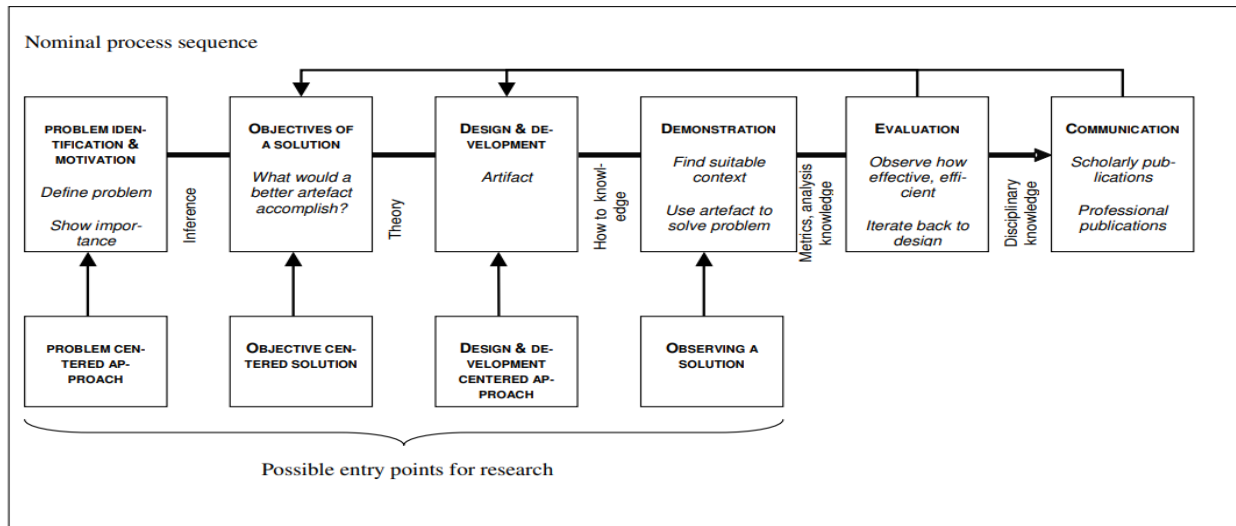 Nominal process sequence
PROBLEM IDEN-
TIFICATION &
MOTIVATION
Define problem
Show impor-
tance
Inference
OBJECTIVES OF
A SOLUTION
What would a
better artefact
accomplish?
Theory
DESIGN & DE-
VELOPMENT
Artifact
How to knowl-
edge
DEMONSTRATION
Find suitable
context
Use artefact to
solve problem
Metrics, analysis
knowledge
EVALUATION
Observe how
effective, effi-
cient
Iterate back to
design
Disciplinary
knowledge
COMMUNICATION
Scholarly pub-
lications
Professional
publications
PROBLEM CEN-
TERED AP-
PROACH
OBJECTIVE CEN-
TERED SOLUTION
DESIGN & DE-
VELOPMENT
CENTERED AP-
PROACH
OBSERVING A
SOLUTION
Possible entry points for research